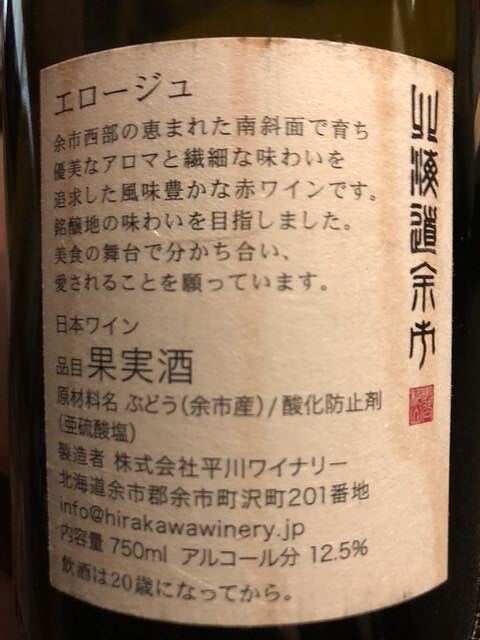 エロージュ
余市西部の恵まれた南斜面で育ち
優美なアロマと繊細な味わいを
追求した風味豊かな赤ワインです。
銘醸地の味わいを目指しました。
美食の舞台で分かち合い、
愛されることを願っています。
日本ワイン
品目 果実酒
原材料名 ぶどう(余市産)/酸化防止剤
(亜硫酸塩)
製造者 株式会社平川ワイナリー
北海道余市郡余市町沢町201番地
info@hirakawawinery.jp
内容量 750ml アルコール分 12.5%
飲酒は20歳になってから。
北海道余市